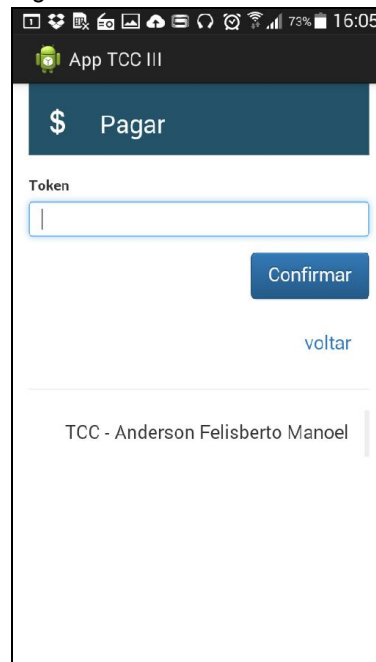 73% 16:05
App TCC III
$ Pagar
Token
Confirmar
voltar
TCC - Anderson Felisberto Manoel